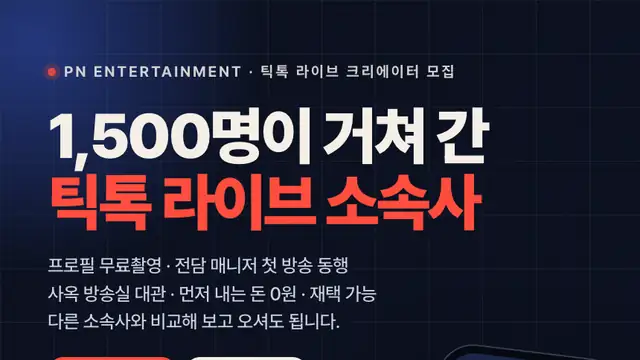 PN ENTERTAINMENT · 틱톡 라이브 크리에이터 모집
1,500명이 거쳐 간
틱톡 라이브 소속사
프로필 무료촬영 · 전담 매니저 첫 방송 동행
사옥 방송실 대관 · 먼저 내는 돈 0원 · 재택 가능
다른 소속사와 비교해 보고 오셔도 됩니다.